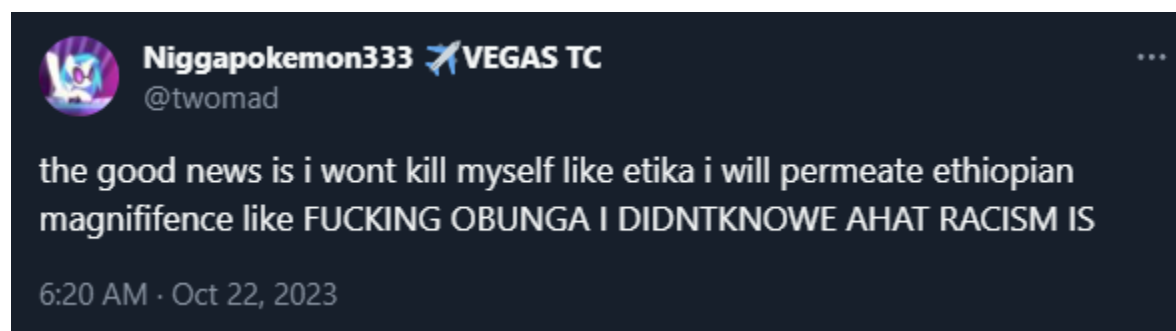 Niggapokemon333 ✈️VEGAS TC
@twomad
the good news is i wont kill myself like etika i will permeate ethiopian
magnififence like FUCKING OBUNGA I DIDNTKNOWE AHAT RACISM IS
6:20 AM · Oct 22, 2023